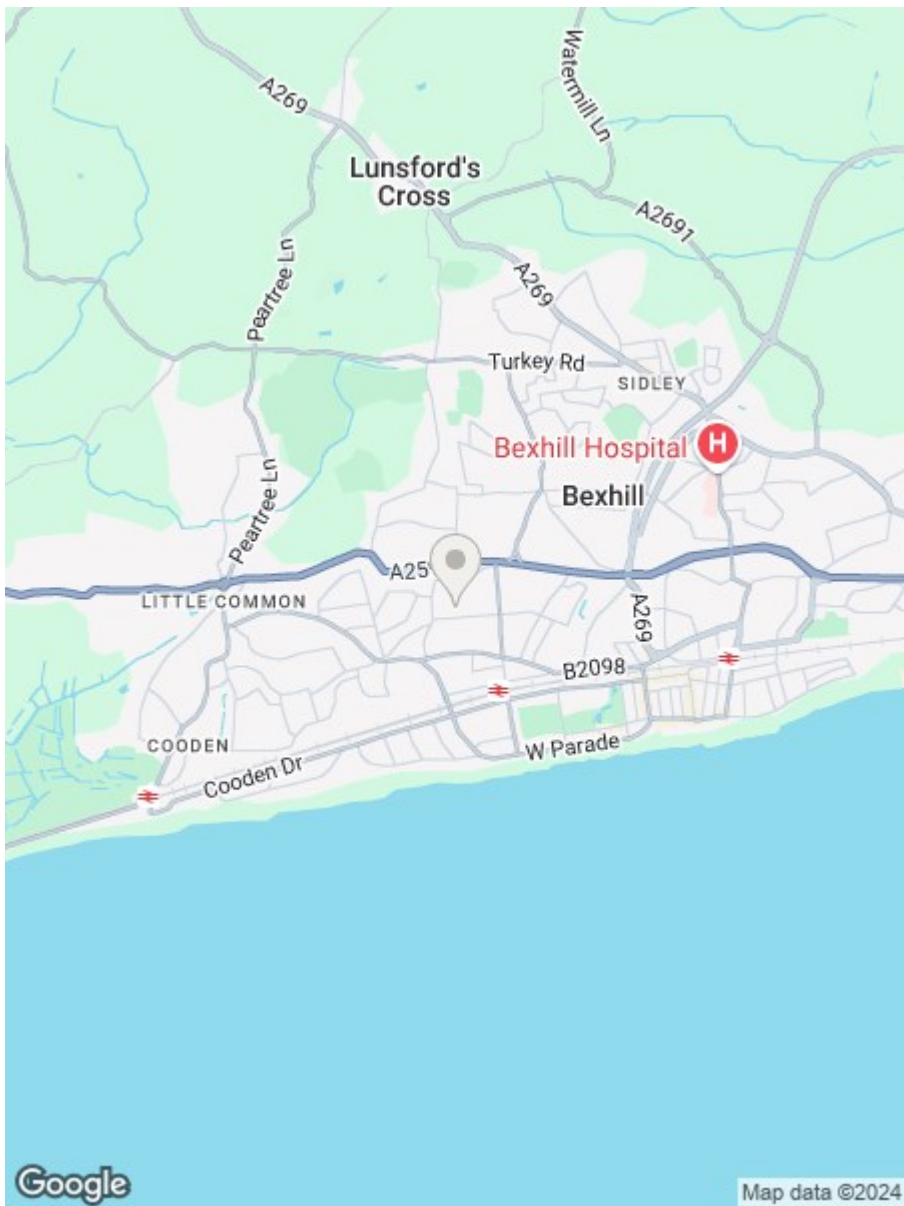 A269
Watermill Ln
Lunsford's
Cross
A2691
A269
Peartree Ln
Turkey Rd
SIDLEY
Bexhill Hospital
H
Bexhill
Peartree Ln
A25
LITTLE COMMON
A269
B2098
COODEN
W Parade
Cooden Dr
Google
Map data ©2024